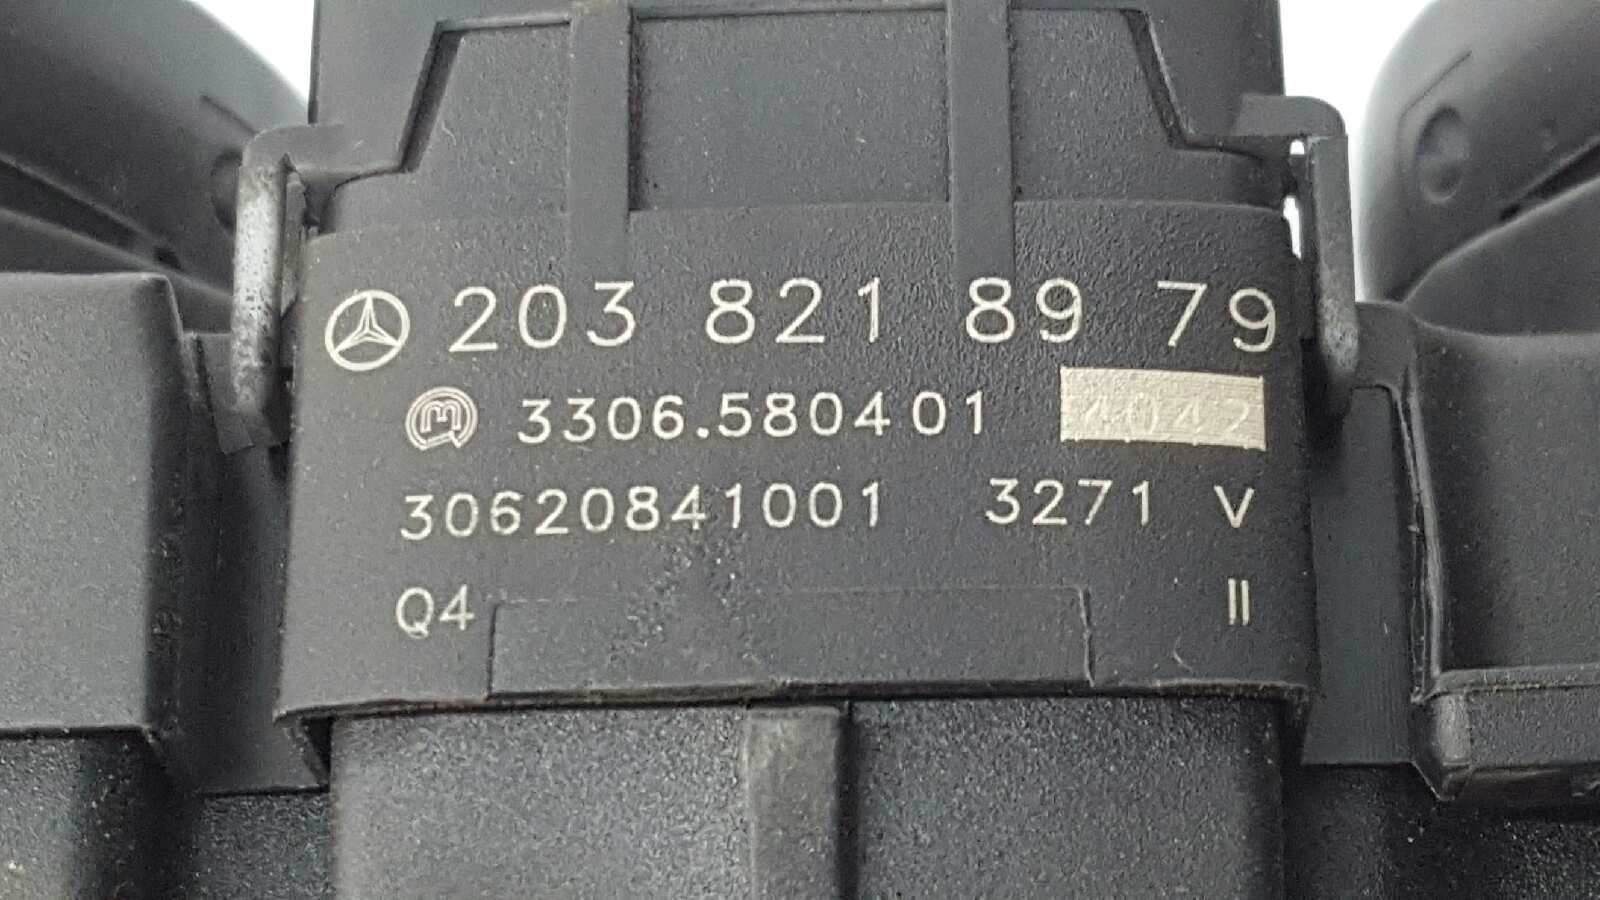 203 821 89 79
3306.580401 4042
30620841001 3271 V
Q4 II